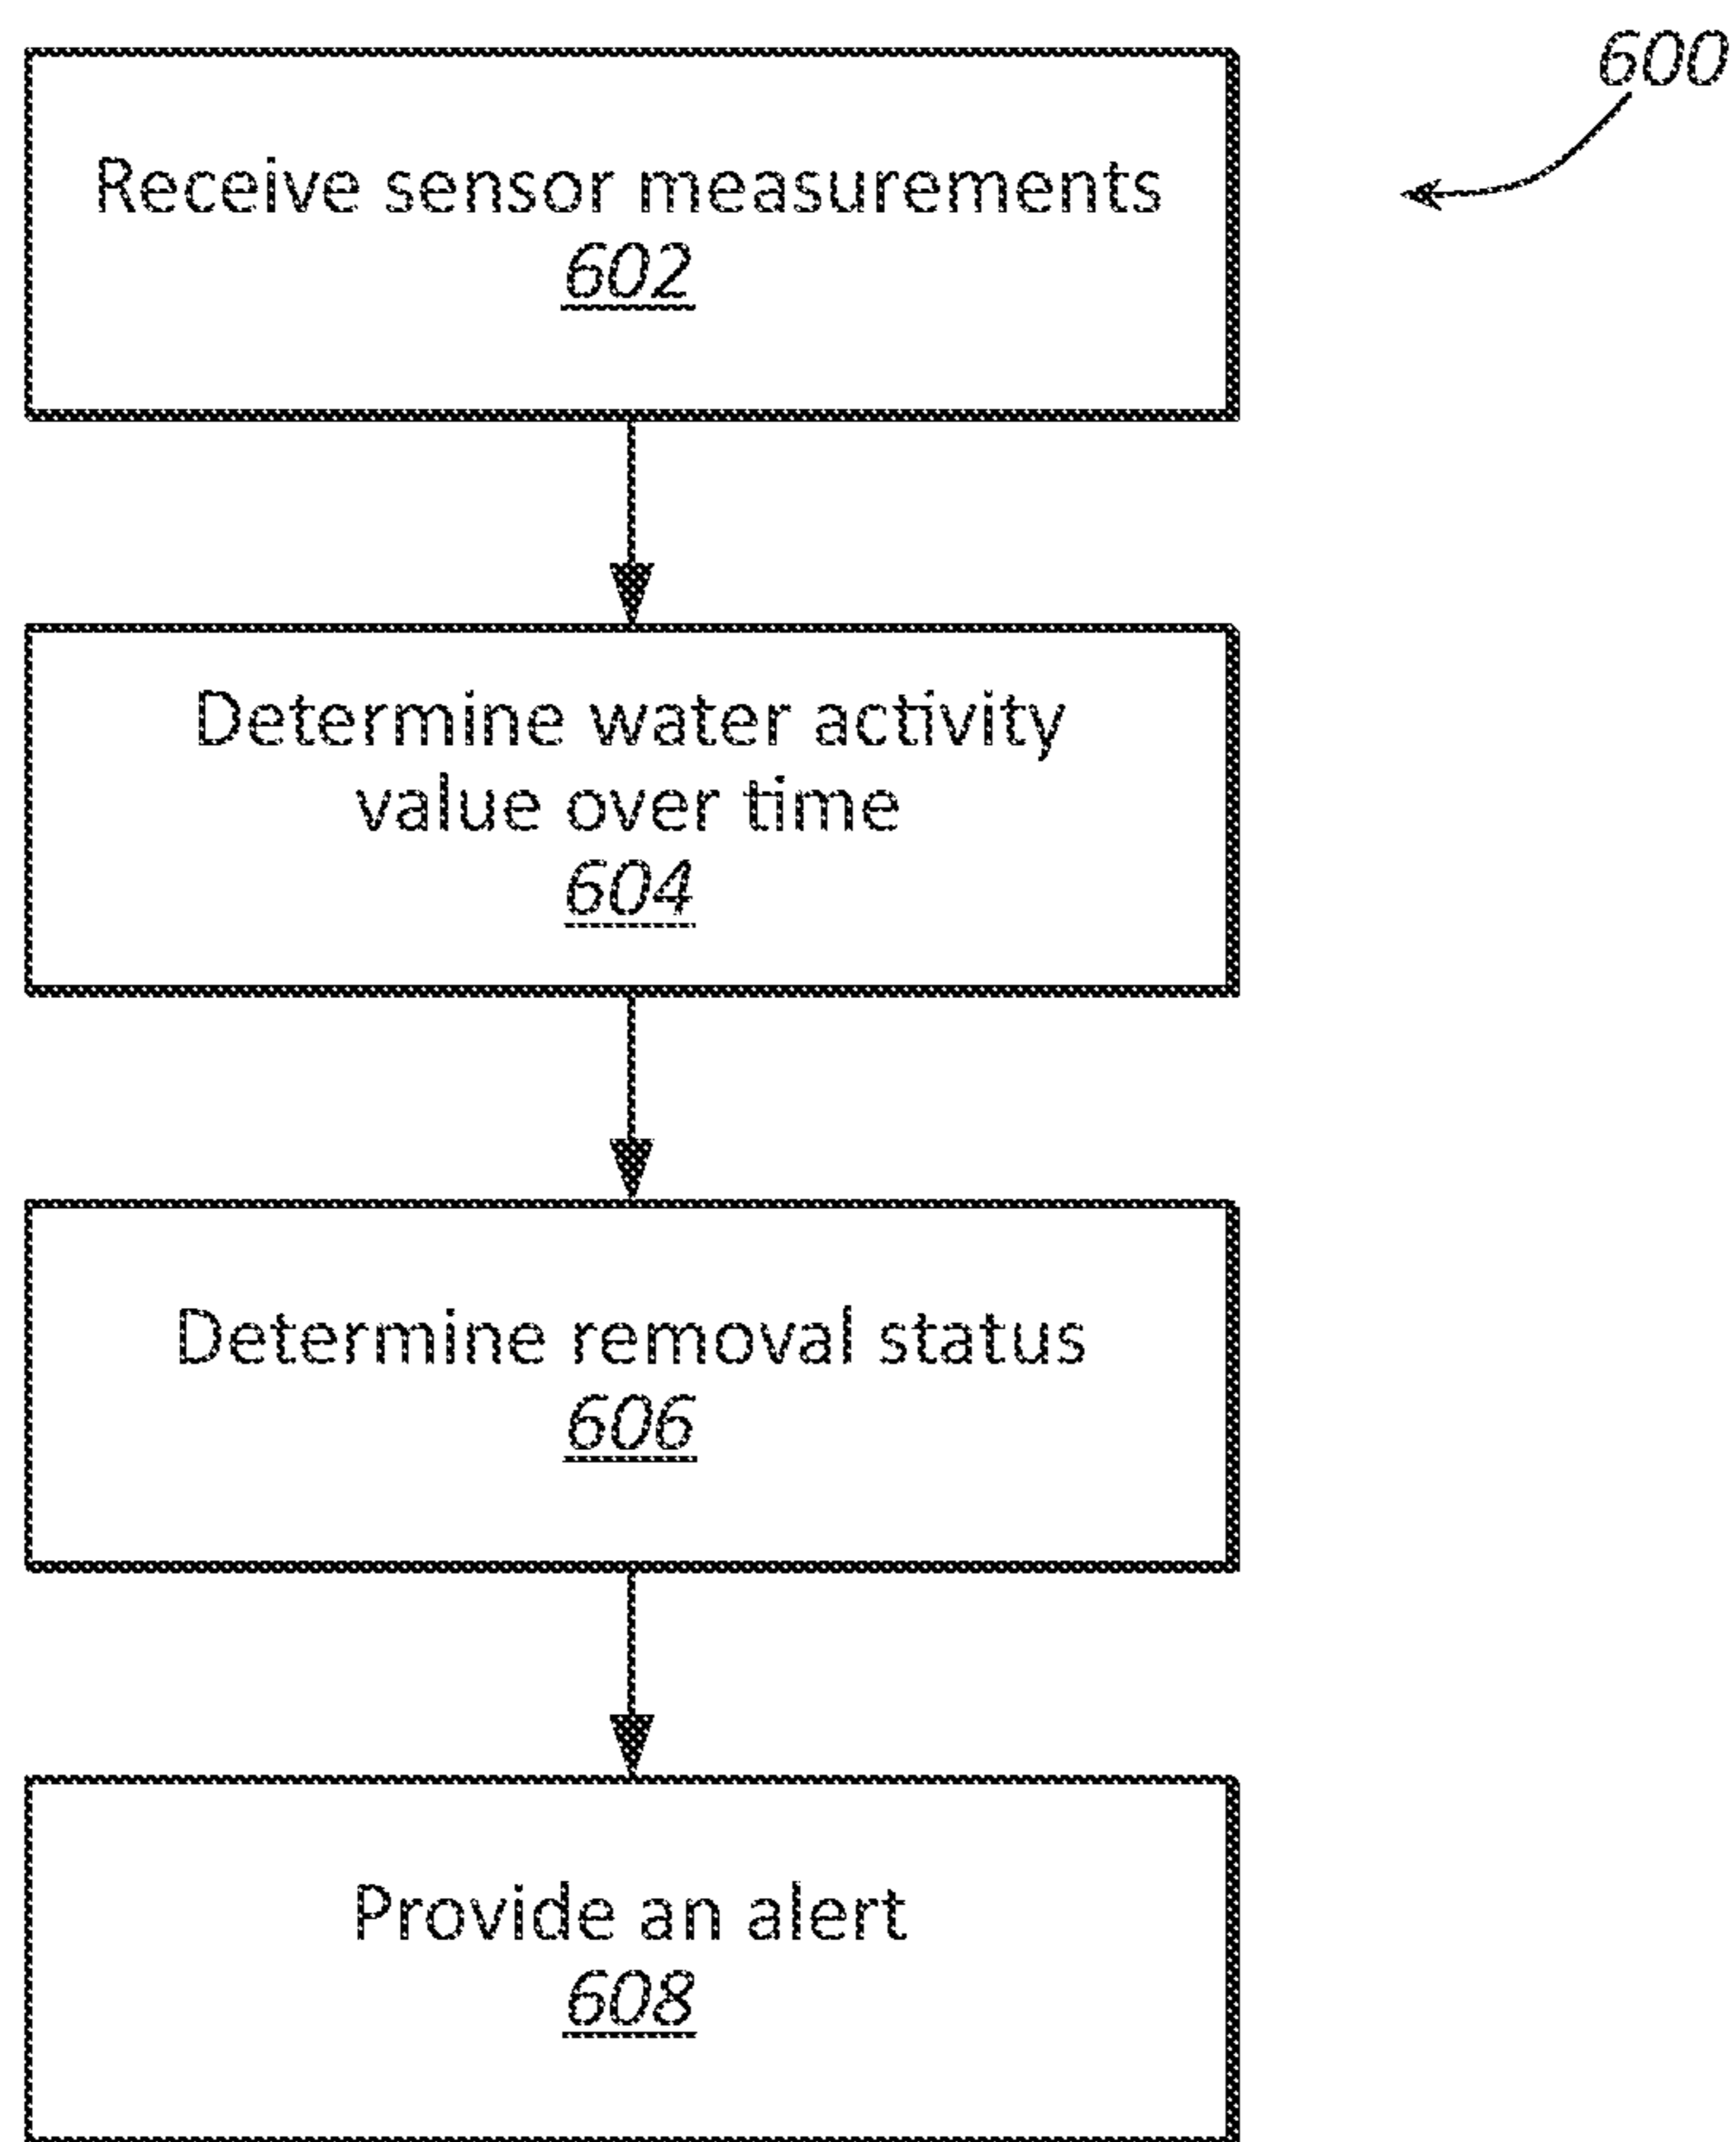 600
Receive sensor measurements
602
Determine water activity
value over time
604
Determine removal status
606
Provide an alert
608